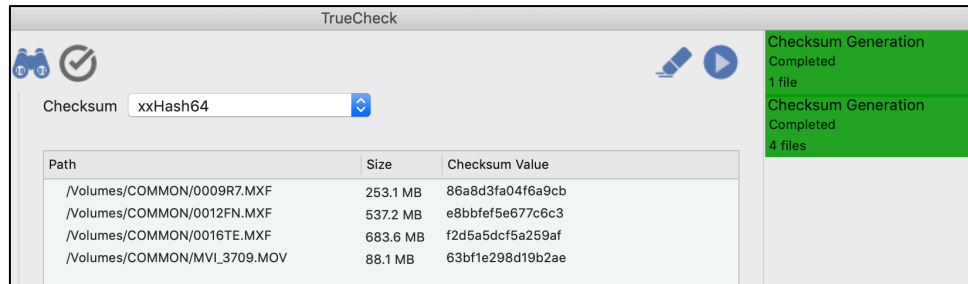 TrueCheck
Checksum xxHash64
Path Size Checksum Value
/Volumes/COMMON/0009R7.MXF 253.1 MB 86a8d3fa04f6a9cb
/Volumes/COMMON/0012FN.MXF 537.2 MB e8bbfef5e677c6c3
/Volumes/COMMON/0016TE.MXF 683.6 MB f2d5a5dcf5a259af
/Volumes/COMMON/MVI_3709.MOV 88.1 MB 63bf1e298d19b2ae
Checksum Generation
Completed
1 file
Checksum Generation
Completed
4 files